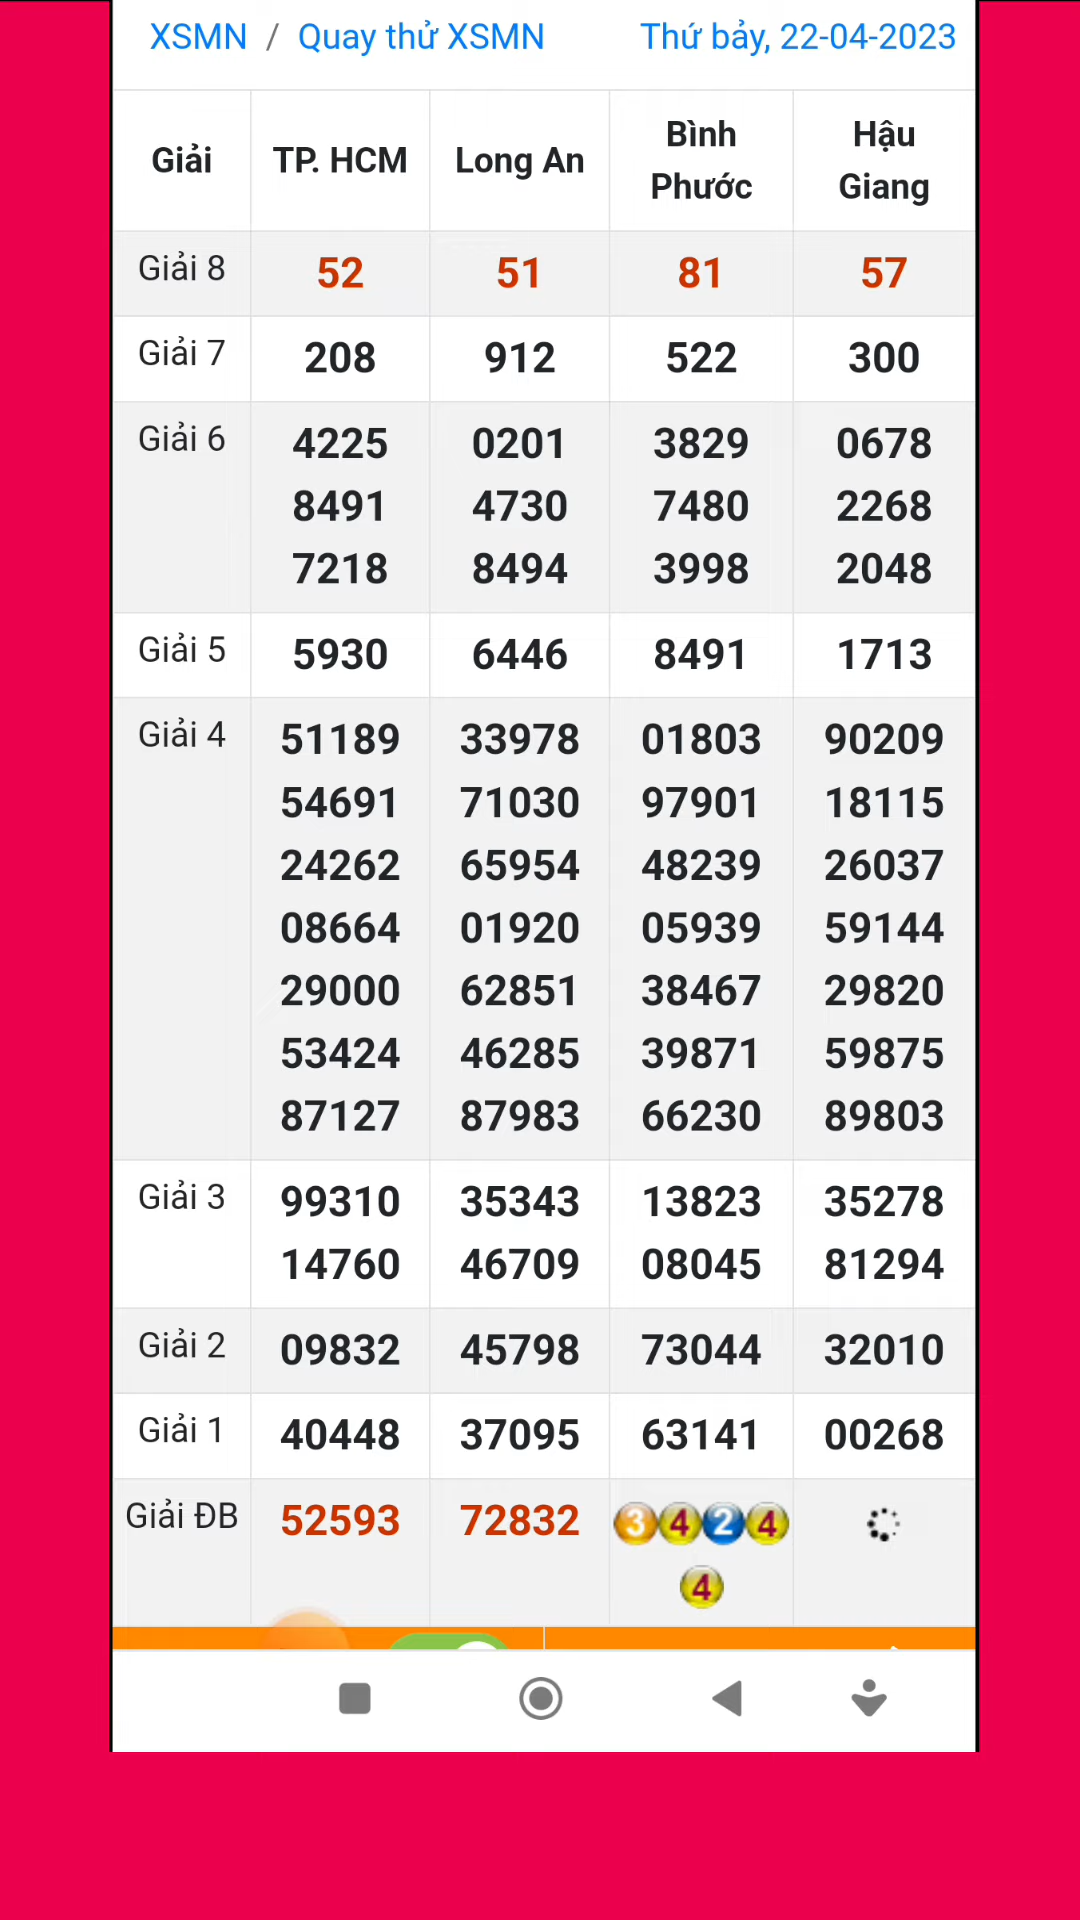 XSMN / Quay thử XSMN Thứ bảy, 22-04-2023
Giải TP. HCM Long An Bình Phước Hậu Giang
Giải 8 52 51 81 57
Giải 7 208 912 522 300
Giải 6 4225 0201 3829 0678
8491 4730 7480 2268
7218 8494 3998 2048
Giải 5 5930 6446 8491 1713
Giải 4 51189 33978 01803 90209
54691 71030 97901 18115
24262 65954 48239 26037
08664 01920 05939 59144
29000 62851 38467 29820
53424 46285 39871 59875
87127 87983 66230 89803
Giải 3 99310 35343 13823 35278
14760 46709 08045 81294
Giải 2 09832 45798 73044 32010
Giải 1 40448 37095 63141 00268
Giải ĐB 52593 72832 3 4 2 4
4